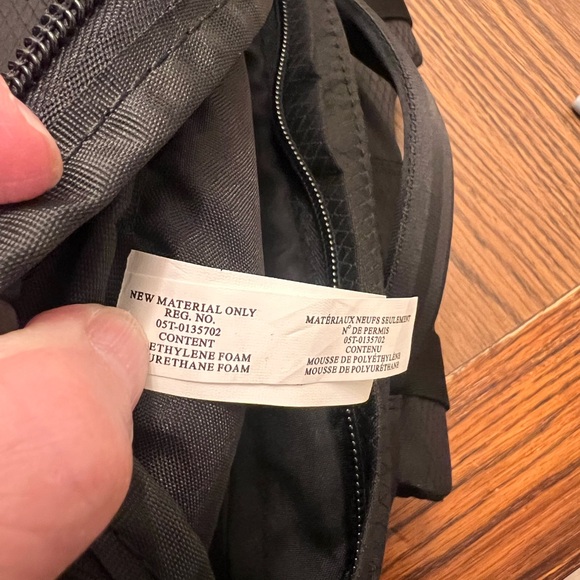 NEW MATERIAL ONLY
REG. NO.
05T-0135702
CONTENT
ETHYLENE FOAM
URETHANE FOAM
MATÉRIAUX NEUFS SEULEMENT
N° DE PERMIS
05T-0135702
CONTENU
MOUSSE DE POLYÉTHYLÈNE
MOUSSE DE POLYURÉTHANE